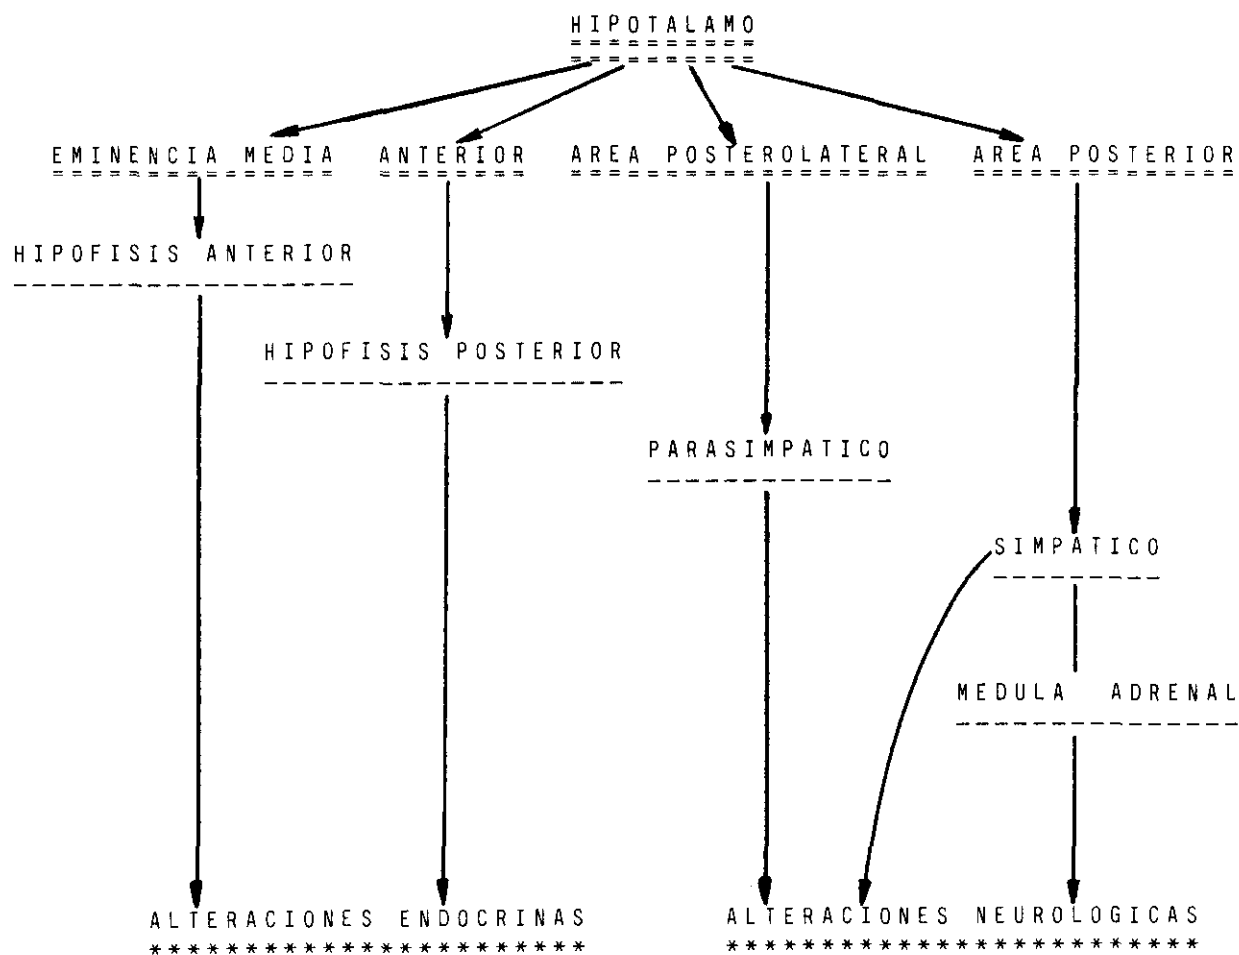 HIPOTALAMO
EMINENCIA MEDIA ANTERIOR AREA POSTEROLATERAL AREA POSTERIOR
HIPOFISIS ANTERIOR
HIPOFISIS POSTERIOR
PARASIMPATICO
SIMPATICO
MEDULA ADRENAL
ALTERACIONES ENDOCRINAS ALTERACIONES NEUROLOGICAS